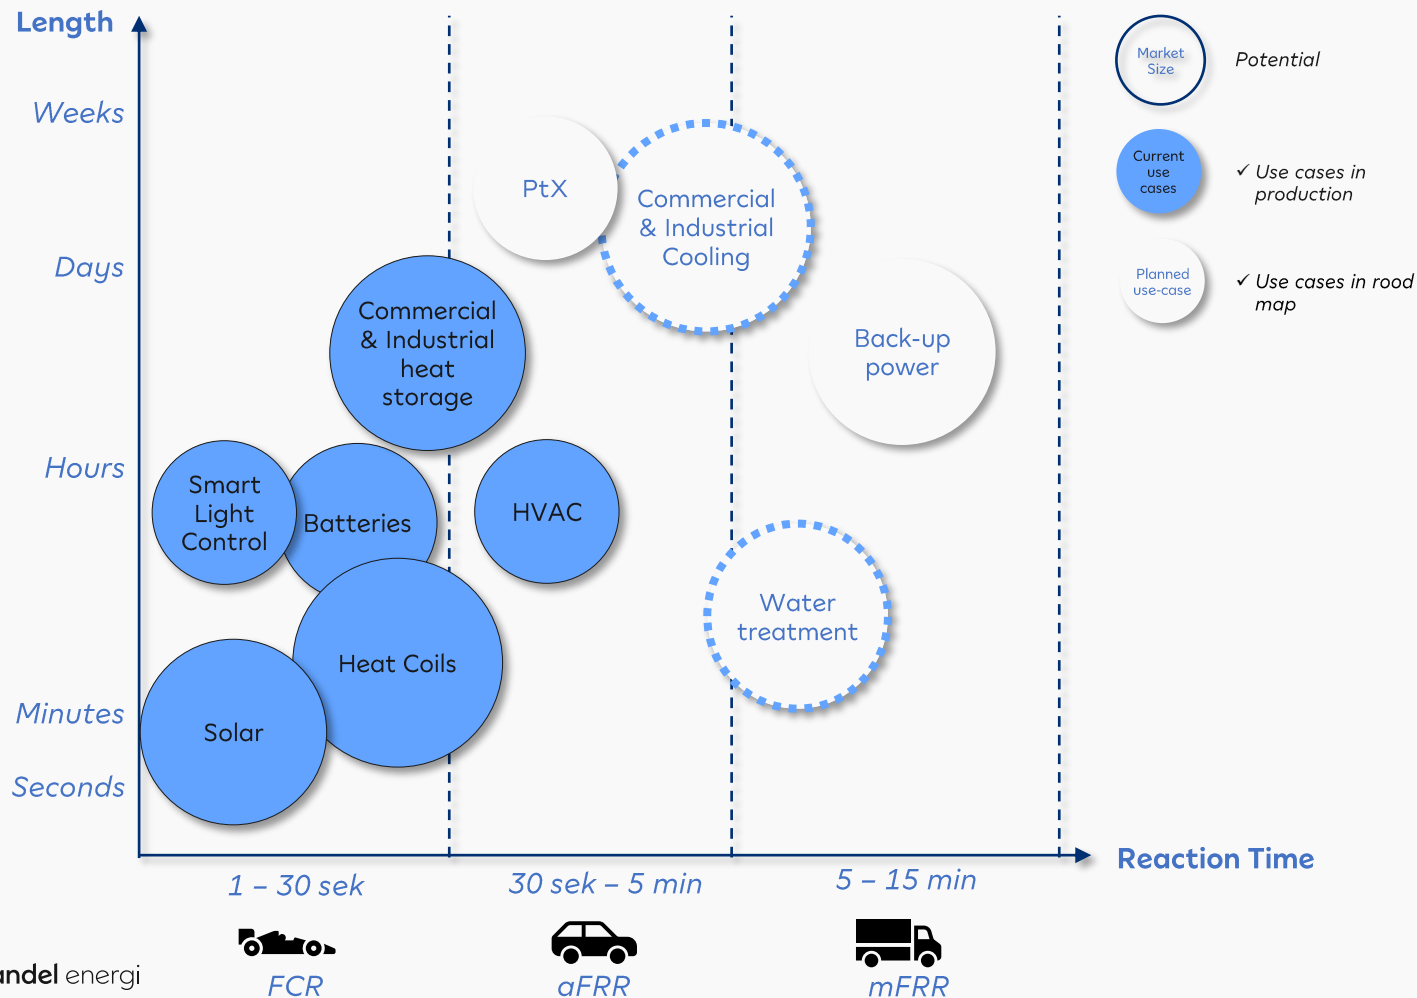 Length
Weeks
Days
Hours
Minutes
Seconds
PtX
Commercial
& Industrial
Cooling
Commercial
& Industrial
heat
storage
Back-up
power
Smart
Light
Control
Batteries
HVAC
Heat Coils
Water
treatment
Solar
Market
Size
Potential
Current
use
cases
✓ Use cases in
production
Planned
use-case
✓ Use cases in rood
map
Reaction Time
1 – 30 sek
30 sek – 5 min
5 – 15 min
FCR
aFRR
mFRR
andel energi